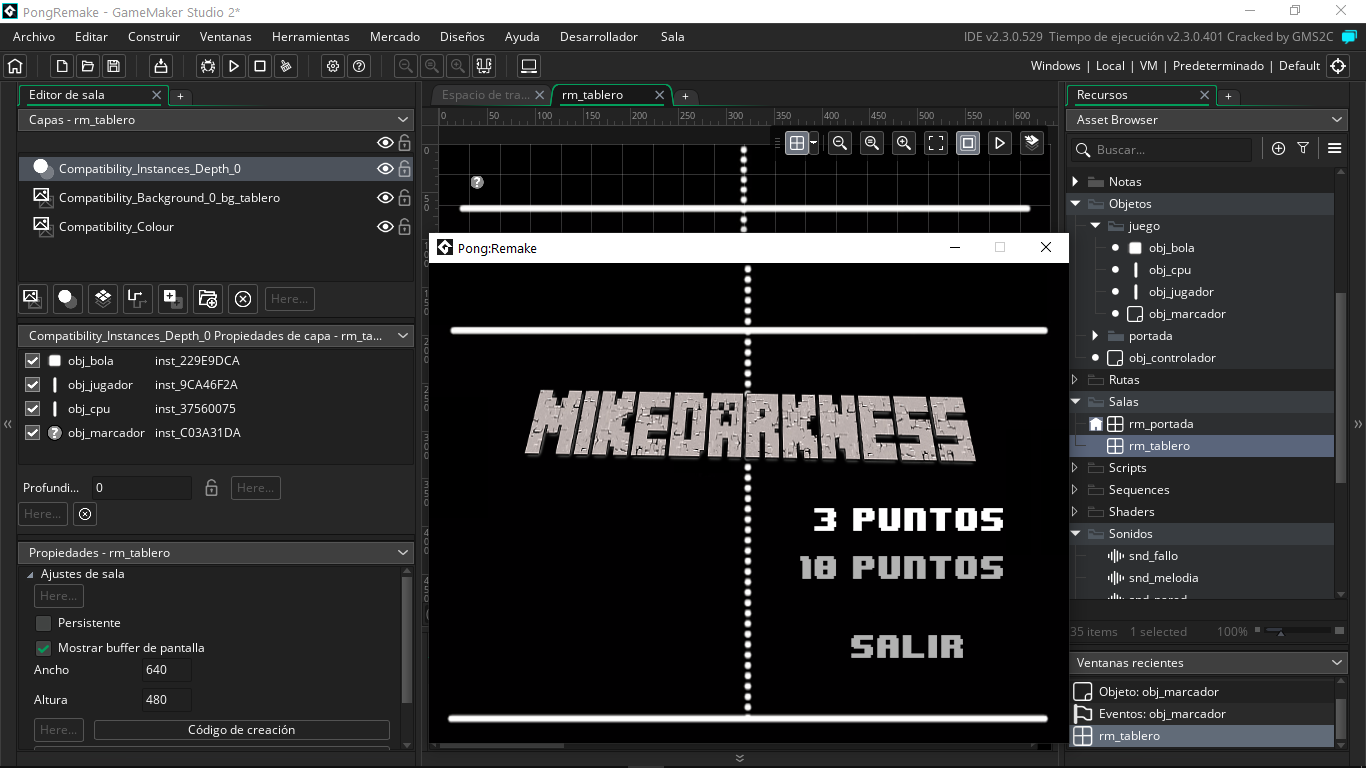 PongRemake - GameMaker Studio 2*
Archivo Editar Construir Ventanas Herramientas Mercado Diseños Ayuda Desarrollador Sala
IDE v2.3.0.529 Tiempo de ejecución v2.3.0.401 Cracked by GMS2C
Windows | Local | VM | Predeterminado | Default
Editor de sala
Capas - rm_tablero
Compatibility_Instances_Depth_0
Compatibility_Background_0_bg_tablero
Compatibility_Colour
Here...
Compatibility_Instances_Depth_0 Propiedades de capa - rm_ta...
obj_bola inst_229E9DCA
obj_jugador inst_9CA46F2A
obj_cpu inst_37560075
obj_marcador inst_C03A31DA
Profundi... 0 Here...
Here...
Propiedades - rm_tablero
Ajustes de sala
Here...
Persistente
Mostrar buffer de pantalla
Ancho 640
Altura 480
Here... Código de creación
Espacio de tra...
rm_tablero
0 50 100 150 200 250 300 350 400 450 500 550 600
Pong:Remake
MIKEDARKNESS
3 PUNTOS
10 PUNTOS
SALIR
Recursos
Asset Browser
Buscar...
Notas
Objetos
juego
obj_bola
obj_cpu
obj_jugador
obj_marcador
portada
obj_controlador
Rutas
Salas
rm_portada
rm_tablero
Scripts
Sequences
Shaders
Sonidos
snd_fallo
snd_melodia
35 items 1 selected 100%
Ventanas recientes
Objeto: obj_marcador
Eventos: obj_marcador
rm_tablero